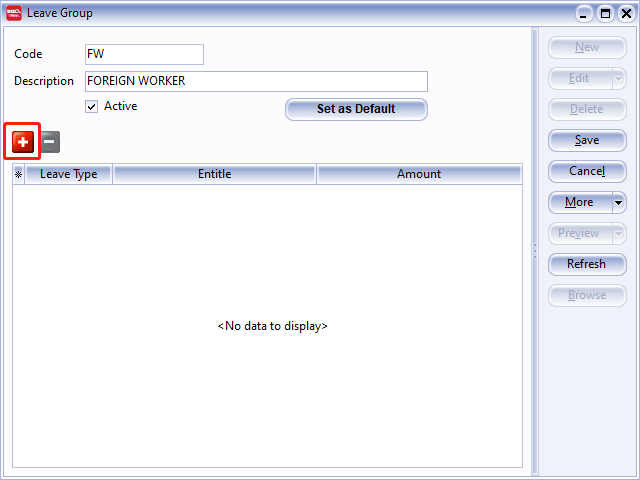 Leave Group
Code FW
Description FOREIGN WORKER
Active
Set as Default
Leave Type Entitle Amount
<No data to display>
New
Edit
Delete
Save
Cancel
More
Preview
Refresh
Browse